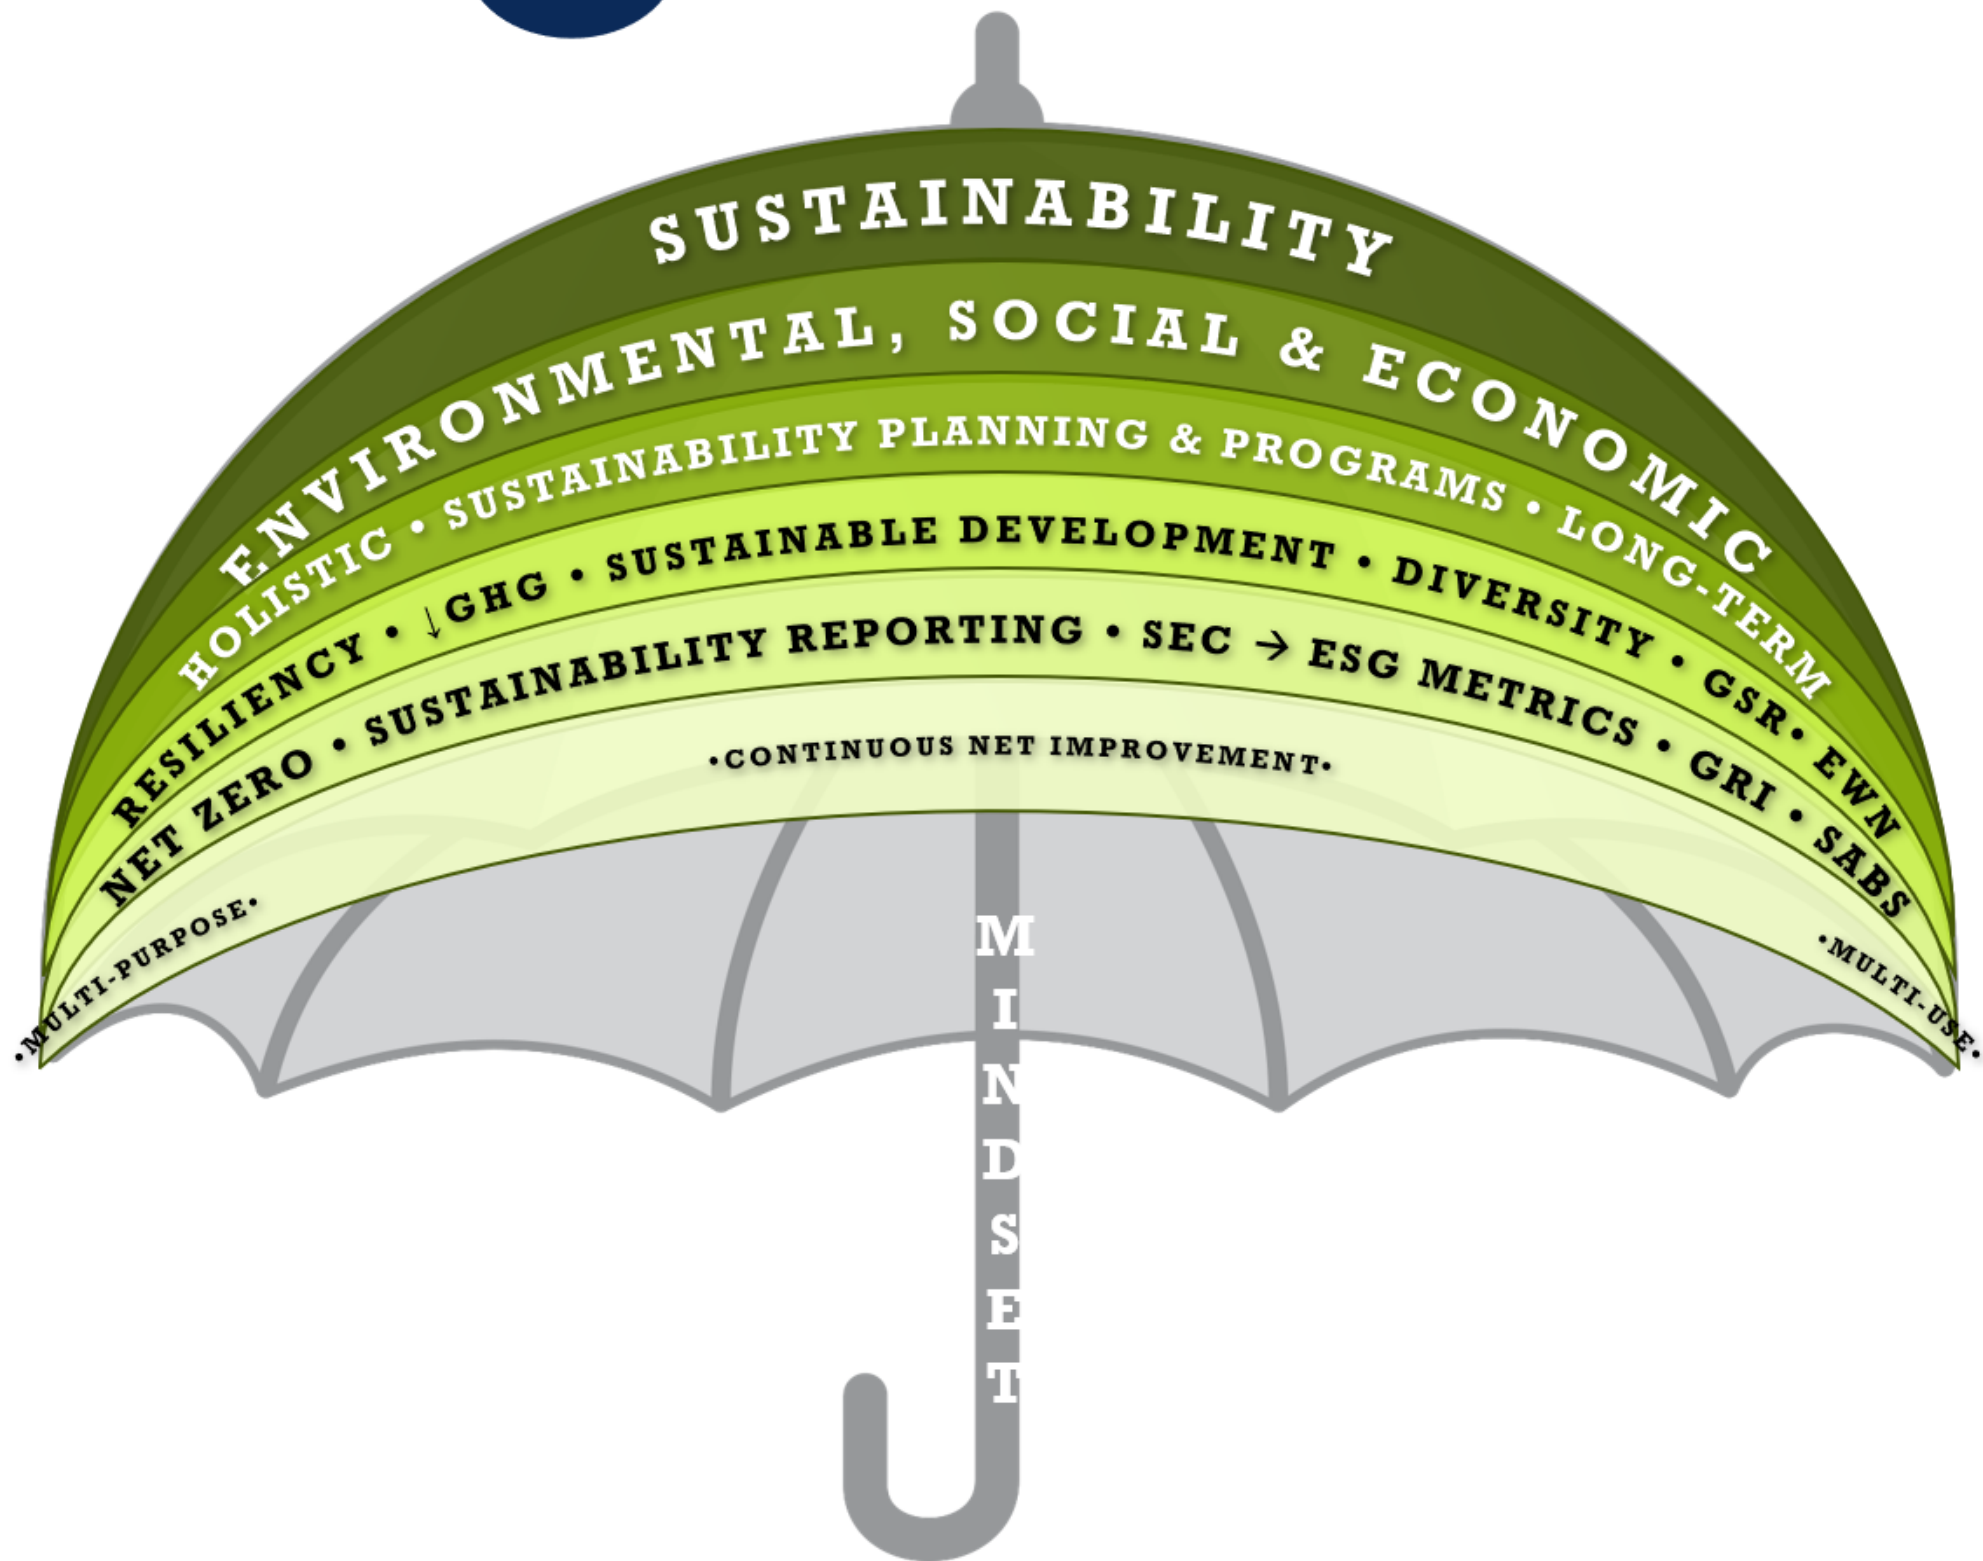 SUSTAINABILITY
ENVIRONMENTAL, SOCIAL & ECONOMIC
HOLISTIC • SUSTAINABILITY PLANNING & PROGRAMS • LONG-TERM
RESILIENCY • ↓GHG • SUSTAINABLE DEVELOPMENT • DIVERSITY • GSR• EWN
NET ZERO • SUSTAINABILITY REPORTING • SEC → ESG METRICS • GRI • SABS
•MULTI-PURPOSE•
•CONTINUOUS NET IMPROVEMENT•
•MULTI-USE•
MINDSET